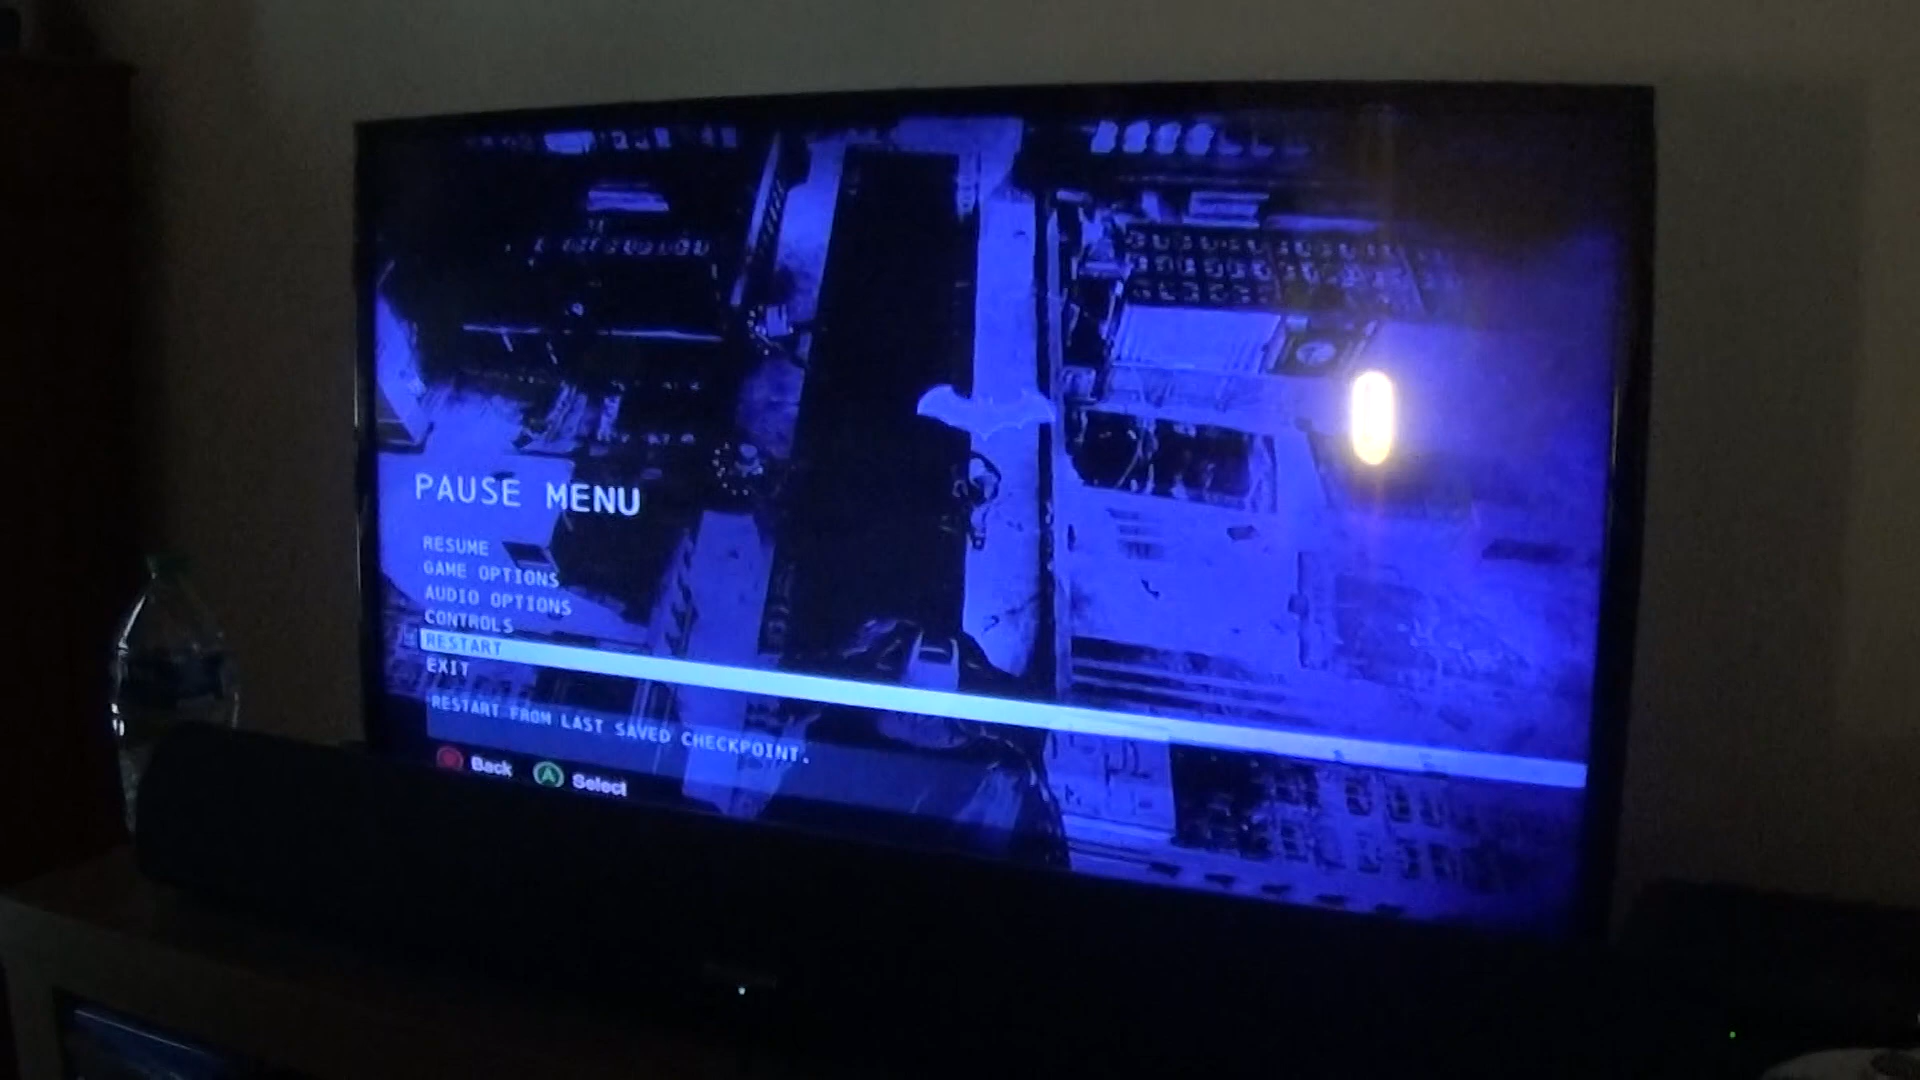 PAUSE MENU
RESUME
GAME OPTIONS
AUDIO OPTIONS
CONTROLS
RESTART
EXIT
RESTART FROM LAST SAVED CHECKPOINT.
Back A Select